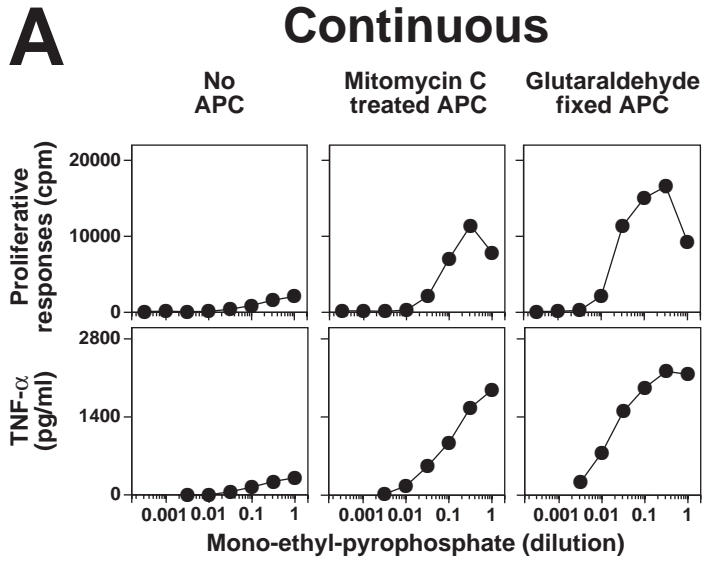 A
Continuous
No
APC
Mitomycin C
treated APC
Glutaraldehyde
fixed APC
Proliferative
responses (cpm)
20000
10000
0
TNF-α
(pg/ml)
2800
1400
0
0.001 0.01 0.1 1
0.001 0.01 0.1 1
0.001 0.01 0.1 1
Mono-ethyl-pyrophosphate (dilution)